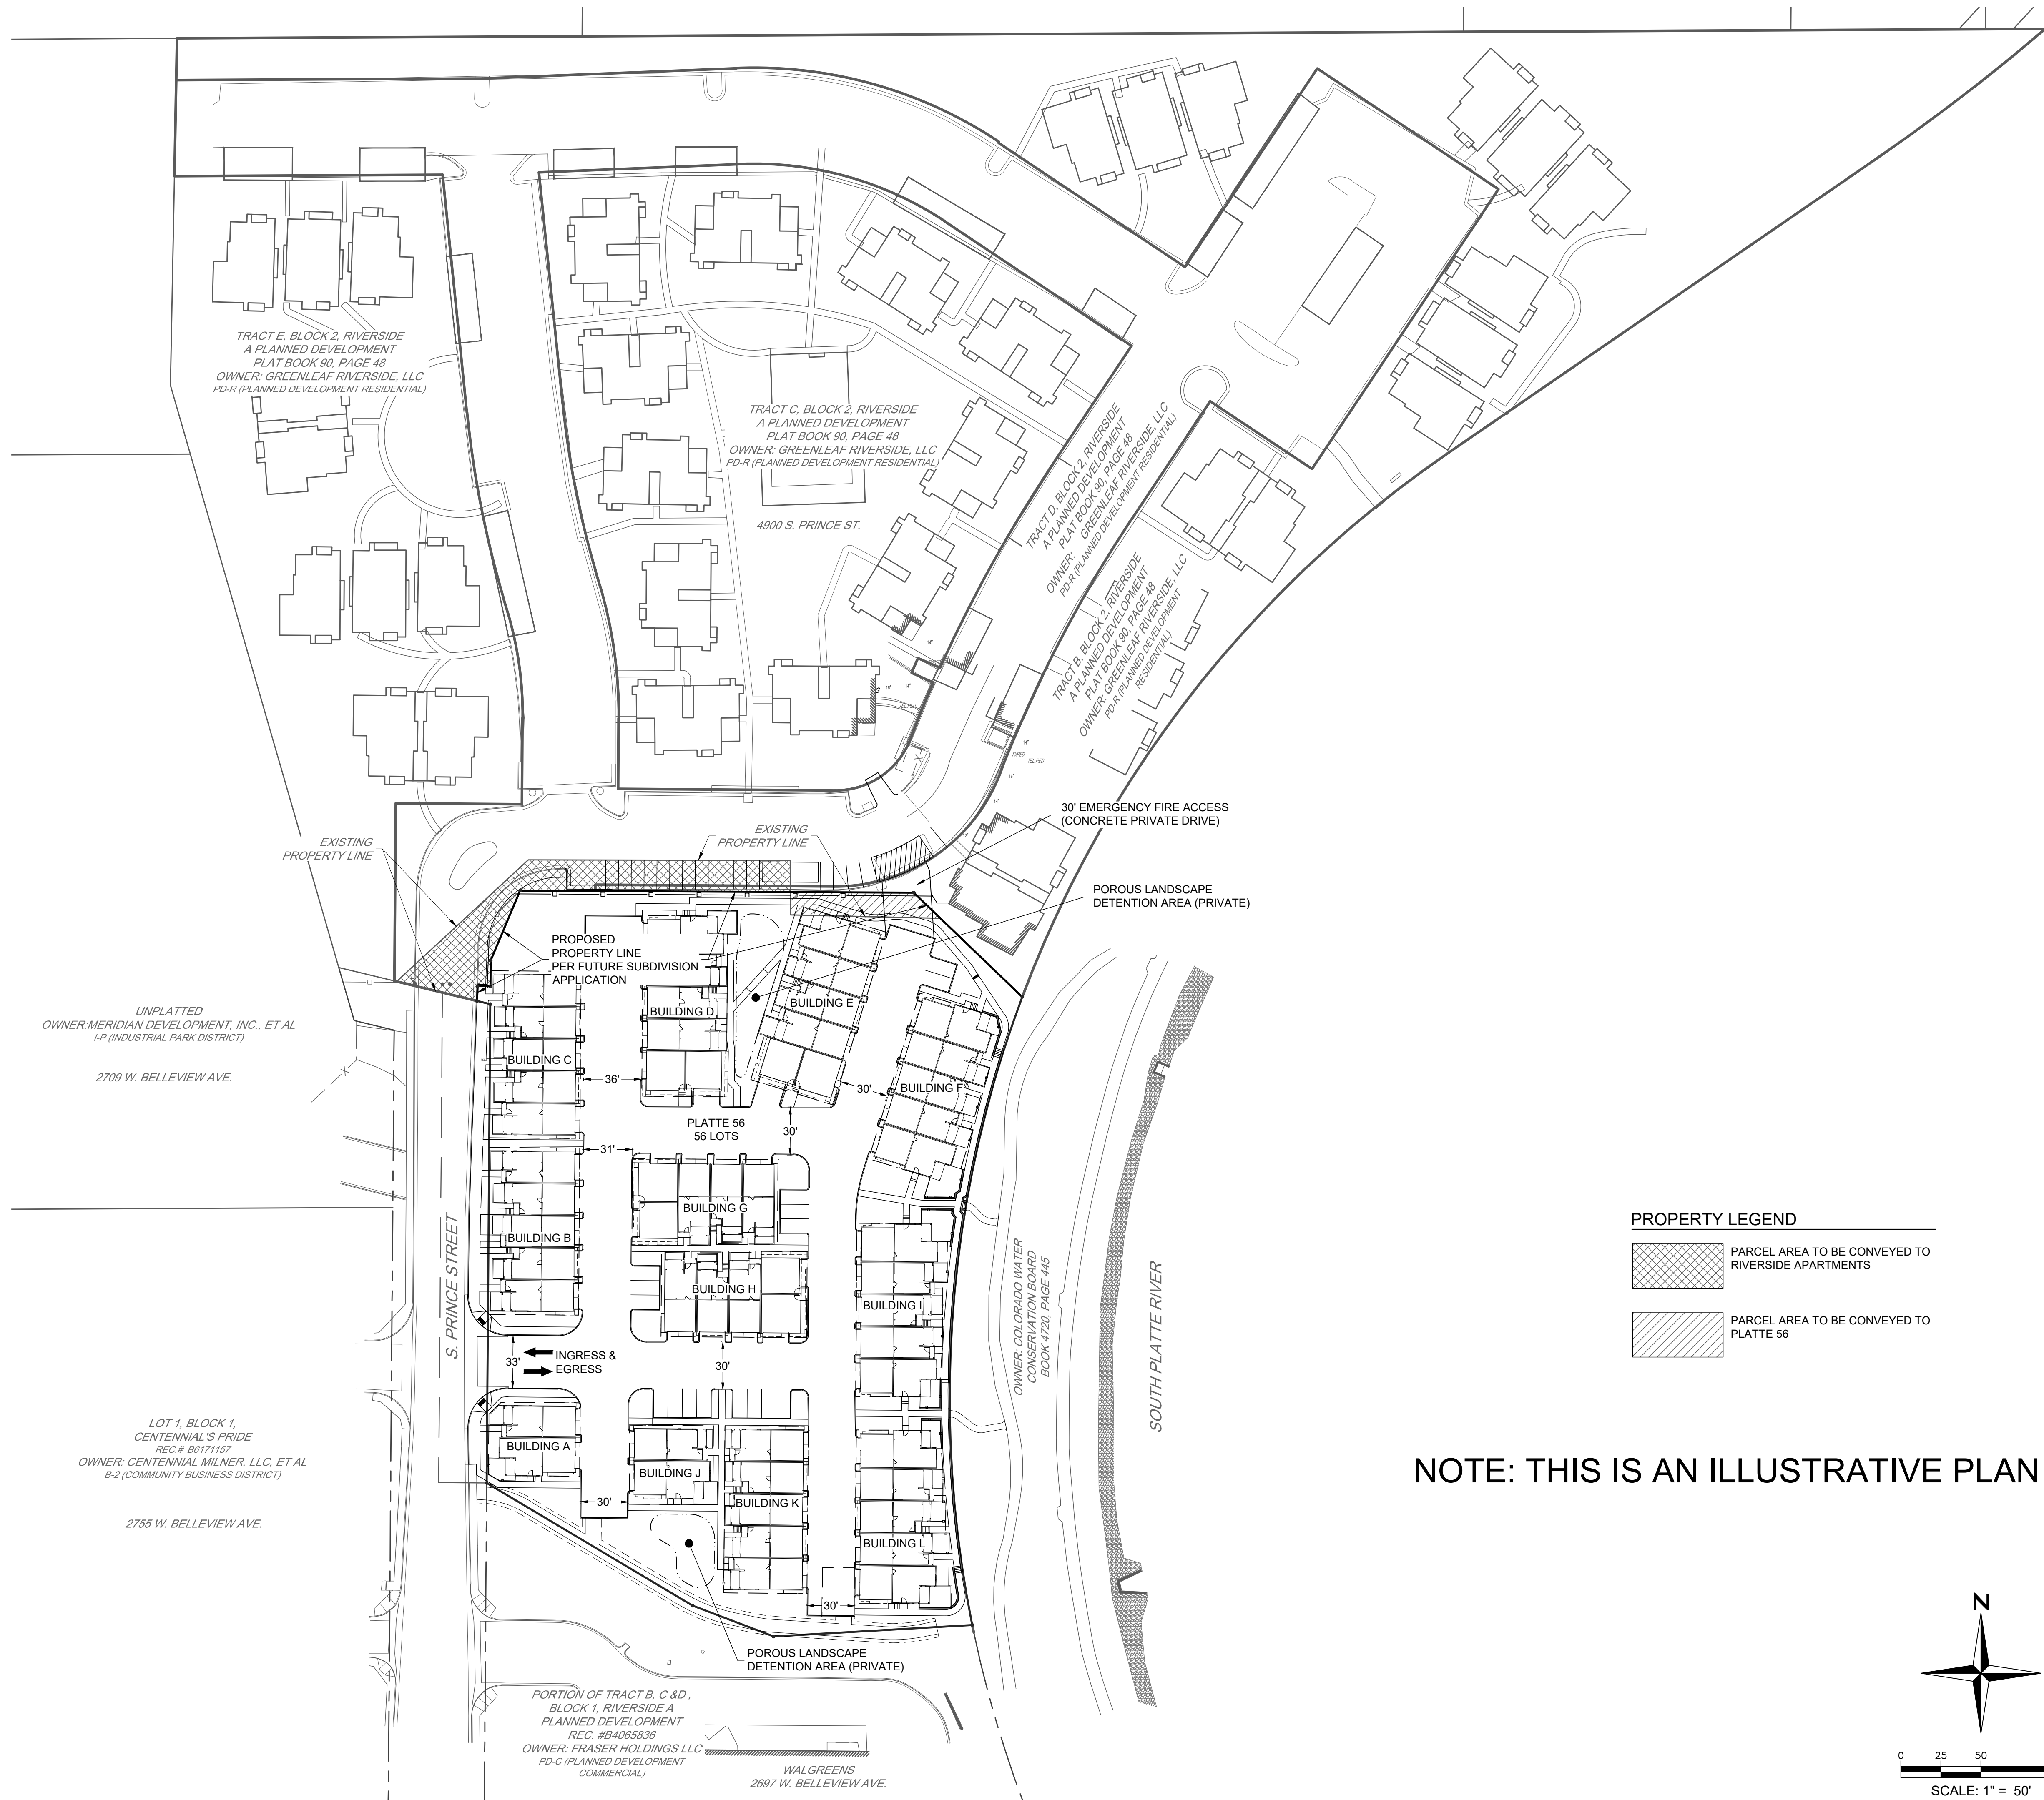 TRACT E, BLOCK 2, RIVERSIDE
A PLANNED DEVELOPMENT
PLAT BOOK 90, PAGE 48
OWNER: GREENLEAF RIVERSIDE, LLC
PD-R (PLANNED DEVELOPMENT RESIDENTIAL)
TRACT C, BLOCK 2, RIVERSIDE
A PLANNED DEVELOPMENT
PLAT BOOK 90, PAGE 48
OWNER: GREENLEAF RIVERSIDE, LLC
PD-R (PLANNED DEVELOPMENT RESIDENTIAL)
4900 S. PRINCE ST.
TRACT D, BLOCK 2, RIVERSIDE
A PLANNED DEVELOPMENT
PLAT BOOK 90, PAGE 48
OWNER: GREENLEAF RIVERSIDE, LLC
PD-R (PLANNED DEVELOPMENT RESIDENTIAL)
TRACT B, BLOCK 2, RIVERSIDE
A PLANNED DEVELOPMENT
PLAT BOOK 90, PAGE 48
OWNER: GREENLEAF RIVERSIDE, LLC
PD-R (PLANNED DEVELOPMENT
RESIDENTIAL)
30' EMERGENCY FIRE ACCESS
(CONCRETE PRIVATE DRIVE)
EXISTING
PROPERTY LINE
EXISTING
PROPERTY LINE
POROUS LANDSCAPE
DETENTION AREA (PRIVATE)
PROPOSED
PROPERTY LINE
PER FUTURE SUBDIVISION
APPLICATION
UNPLATTED
OWNER:MERIDIAN DEVELOPMENT, INC., ET AL
I-P (INDUSTRIAL PARK DISTRICT)
2709 W. BELLEVIEW AVE.
BUILDING E
BUILDING D
BUILDING C
BUILDING F
36'
30'
PLATTE 56
56 LOTS
30'
31'
BUILDING G
BUILDING B
BUILDING H
BUILDING I
S. PRINCE STREET
33'
INGRESS &
EGRESS
30'
OWNER: COLORADO WATER
CONSERVATION BOARD
BOOK 4720, PAGE 445
SOUTH PLATTE RIVER
PROPERTY LEGEND
PARCEL AREA TO BE CONVEYED TO
RIVERSIDE APARTMENTS
PARCEL AREA TO BE CONVEYED TO
PLATTE 56
LOT 1, BLOCK 1,
CENTENNIAL'S PRIDE
REC.# B6171157
OWNER: CENTENNIAL MILNER, LLC, ET AL
B-2 (COMMUNITY BUSINESS DISTRICT)
2755 W. BELLEVIEW AVE.
BUILDING A
BUILDING J
BUILDING K
BUILDING L
30'
30'
NOTE: THIS IS AN ILLUSTRATIVE PLAN
POROUS LANDSCAPE
DETENTION AREA (PRIVATE)
PORTION OF TRACT B, C &D ,
BLOCK 1, RIVERSIDE A
PLANNED DEVELOPMENT
REC. #B4065836
OWNER: FRASER HOLDINGS LLC
PD-C (PLANNED DEVELOPMENT
COMMERCIAL)
WALGREENS
2697 W. BELLEVIEW AVE.
N
0 25 50
SCALE: 1" = 50'